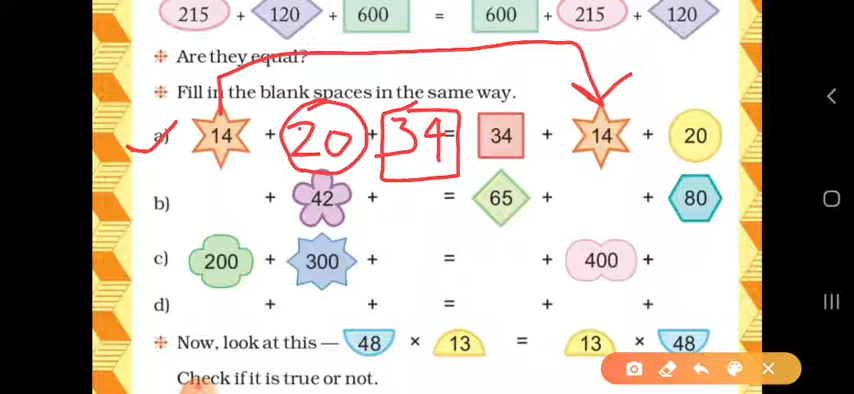 215 + 120 + 600 = 600 + 215 + 120
Are they equal?
Fill in the blank spaces in the same way.
a) 14 + 20 + 34 = 34 + 14 + 20
b) + 42 + = 65 + + 80
c) 200 + 300 + = + 400 +
d) + + = + +
Now, look at this — 48 × 13 = 13 × 48
Check if it is true or not.